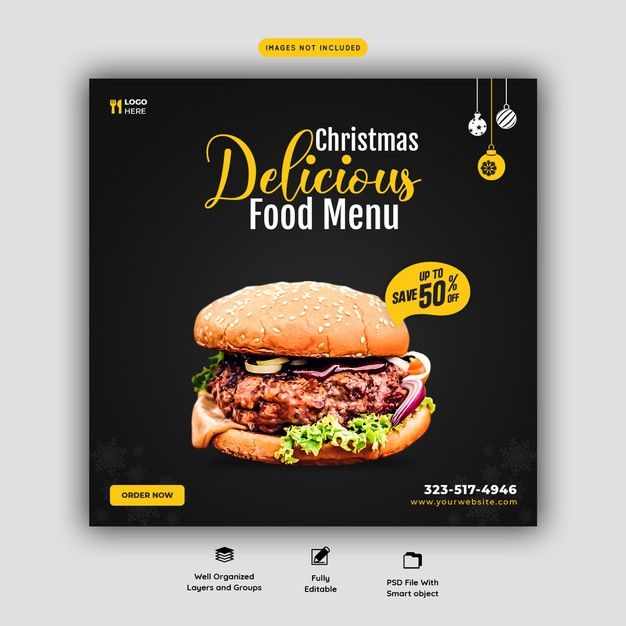 IMAGES NOT INCLUDED
LOGO
HERE
Christmas
Delicious
Food Menu
UP TO
SAVE 50% OFF
ORDER NOW
323-517-4946
www.yourwebsite.com
Well Organized
Layers and Groups
Fully
Editable
PSD File With
Smart object